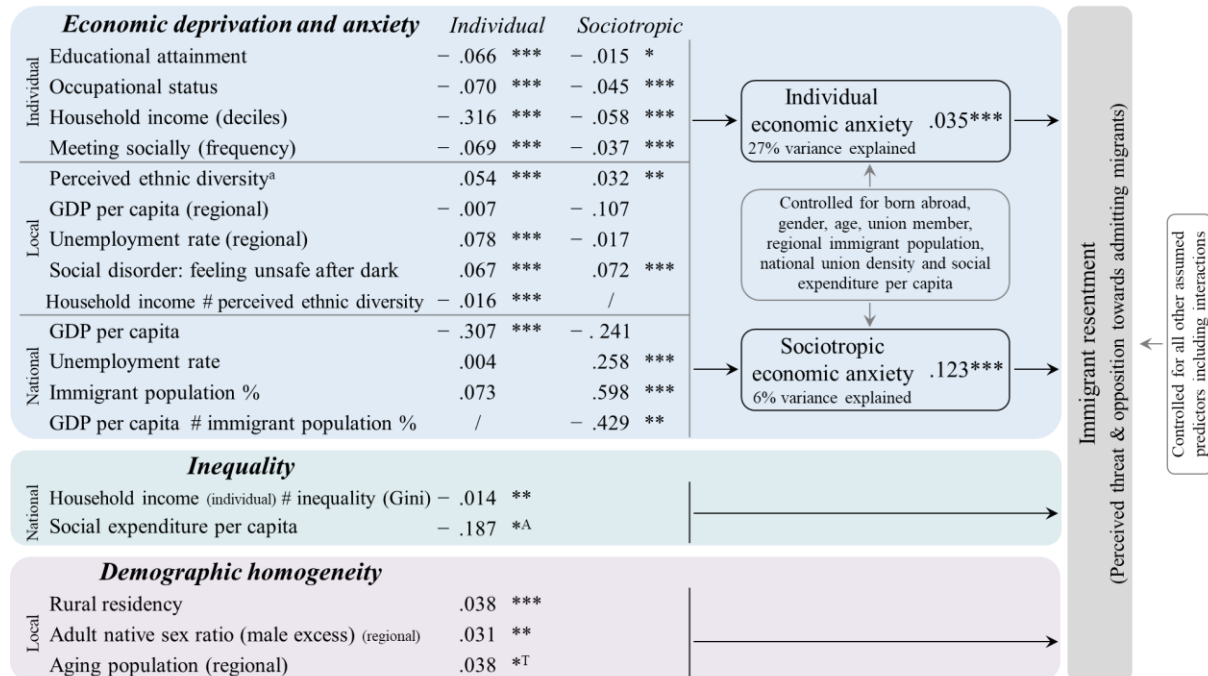 Economic deprivation and anxiety Individual Sociotropic
Individual
Educational attainment − .066 *** − .015 *
Occupational status − .070 *** − .045 ***
Household income (deciles) − .316 *** − .058 ***
Meeting socially (frequency) − .069 *** − .037 ***
Local
Perceived ethnic diversityᵃ .054 *** .032 **
GDP per capita (regional) − .007 − .107
Unemployment rate (regional) .078 *** − .017
Social disorder: feeling unsafe after dark .067 *** .072 ***
Household income # perceived ethnic diversity − .016 *** /
National
GDP per capita − .307 *** − . 241
Unemployment rate .004 .258 ***
Immigrant population % .073 .598 ***
GDP per capita # immigrant population % / − .429 **
Individual
economic anxiety .035***
27% variance explained
Controlled for born abroad,
gender, age, union member,
regional immigrant population,
national union density and social
expenditure per capita
Sociotropic
economic anxiety .123***
6% variance explained
Inequality
National
Household income (individual) # inequality (Gini) − .014 **
Social expenditure per capita − .187 *ᴬ
Demographic homogeneity
Local
Rural residency .038 ***
Adult native sex ratio (male excess) (regional) .031 **
Aging population (regional) .038 *ᵀ
Immigrant resentment
(Perceived threat & opposition towards admitting migrants)
Controlled for all other assumed
predictors including interactions